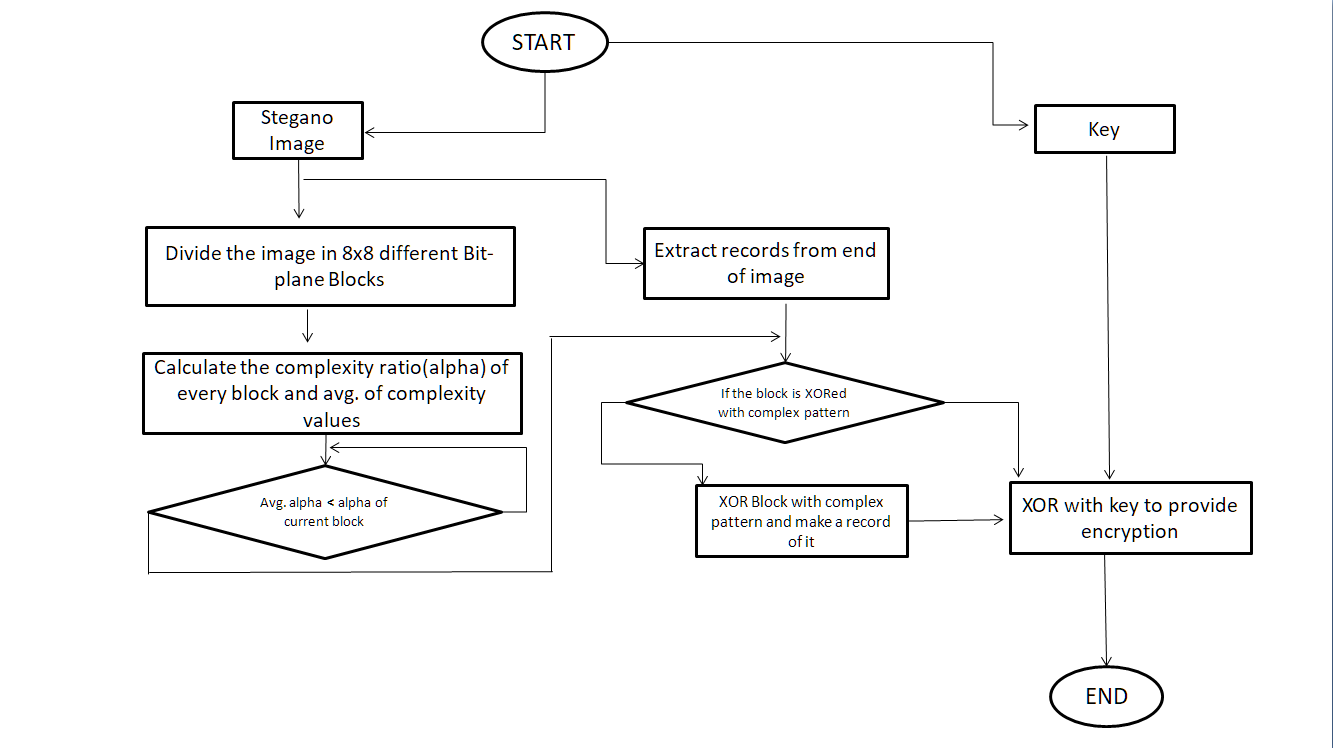 START
Stegano
Image
Key
Divide the image in 8x8 different Bit-
plane Blocks
Extract records from end
of image
Calculate the complexity ratio(alpha) of
every block and avg. of complexity
values
If the block is XORed
with complex pattern
Avg. alpha < alpha of
current block
XOR Block with complex
pattern and make a record
of it
XOR with key to provide
encryption
END